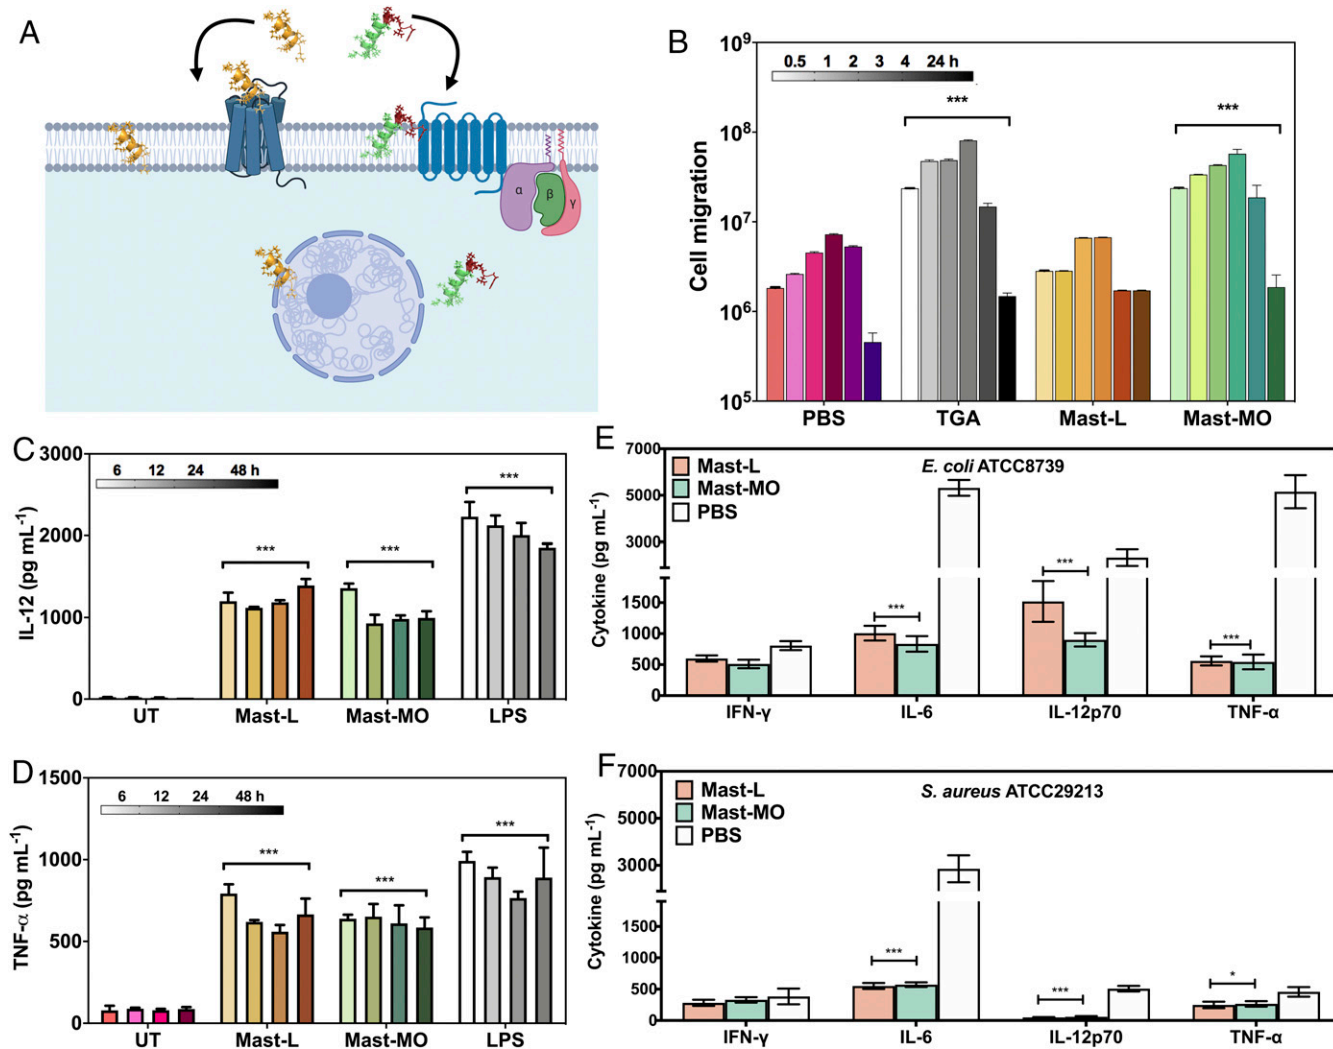 A
α
β
γ
B
Cell migration
10⁹
10⁸
10⁷
10⁶
10⁵
0.5 1 2 3 4 24 h
***
***
PBS TGA Mast-L Mast-MO
C
IL-12 (pg mL⁻¹)
3000
2000
1000
0
6 12 24 48 h
***
***
***
UT Mast-L Mast-MO LPS
D
TNF-α (pg mL⁻¹)
1500
1000
500
0
6 12 24 48 h
***
***
***
UT Mast-L Mast-MO LPS
E
Cytokine (pg mL⁻¹)
7000
5000
3000
1500
1000
500
0
Mast-L
Mast-MO
PBS
E. coli ATCC8739
***
***
***
IFN-γ IL-6 IL-12p70 TNF-α
F
Cytokine (pg mL⁻¹)
7000
5000
3000
1500
1000
500
0
Mast-L
Mast-MO
PBS
S. aureus ATCC29213
***
***
*
IFN-γ IL-6 IL-12p70 TNF-α